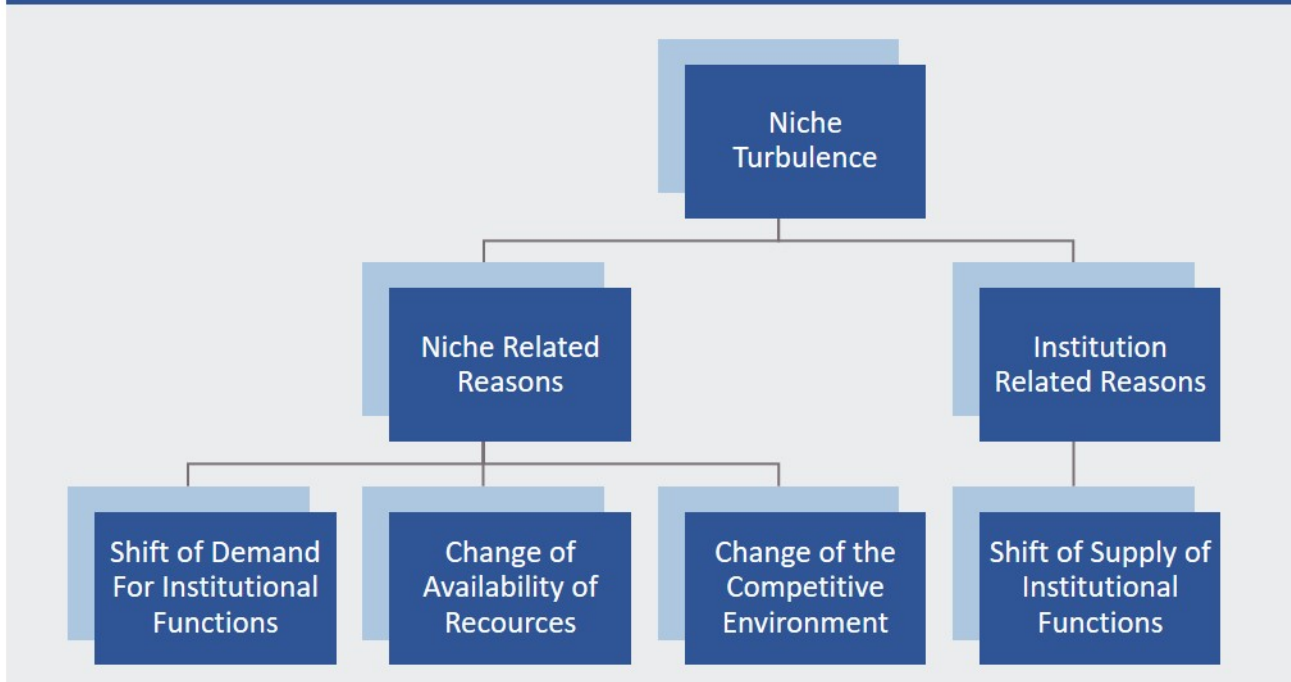 Niche
Turbulence
Niche Related
Reasons
Institution
Related Reasons
Shift of Demand
For Institutional
Functions
Change of
Availability of
Recources
Change of the
Competitive
Environment
Shift of Supply of
Institutional
Functions